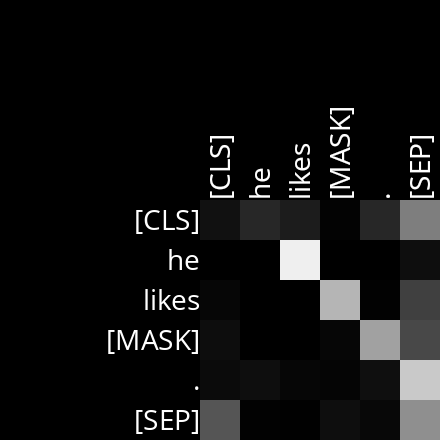 [CLS]
he
likes
[MASK]
.
[SEP]
[CLS]
he
likes
[MASK]
.
[SEP]